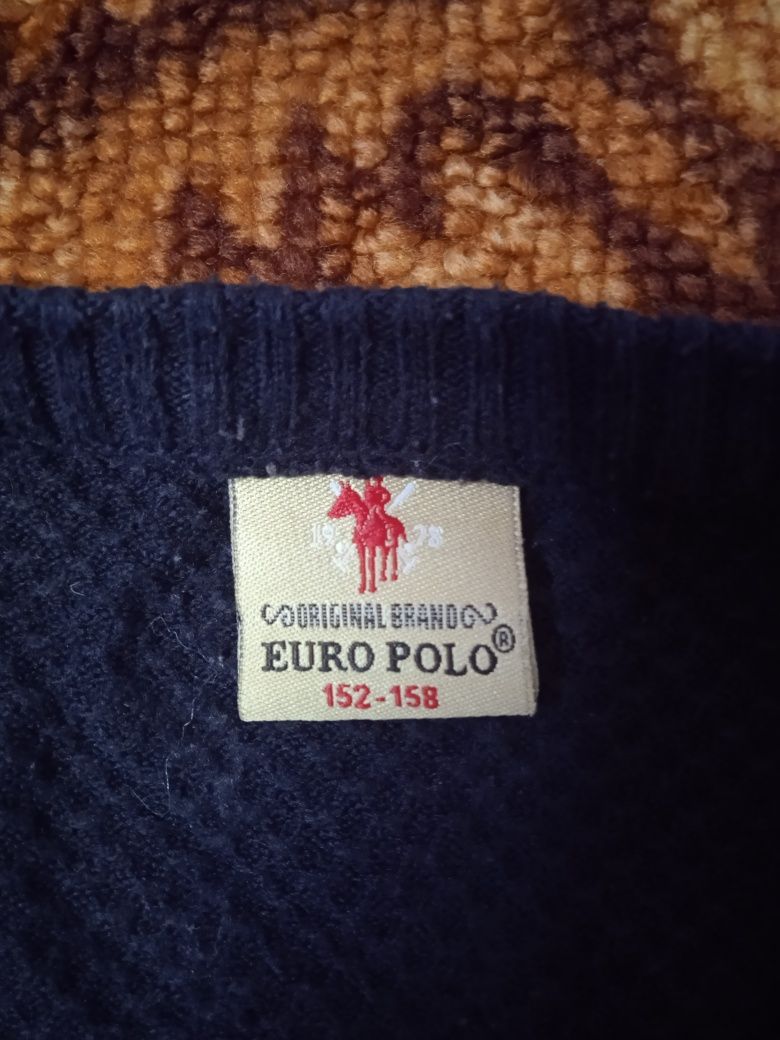 19 78
ORIGINAL BRAND
EURO POLO®
152-158